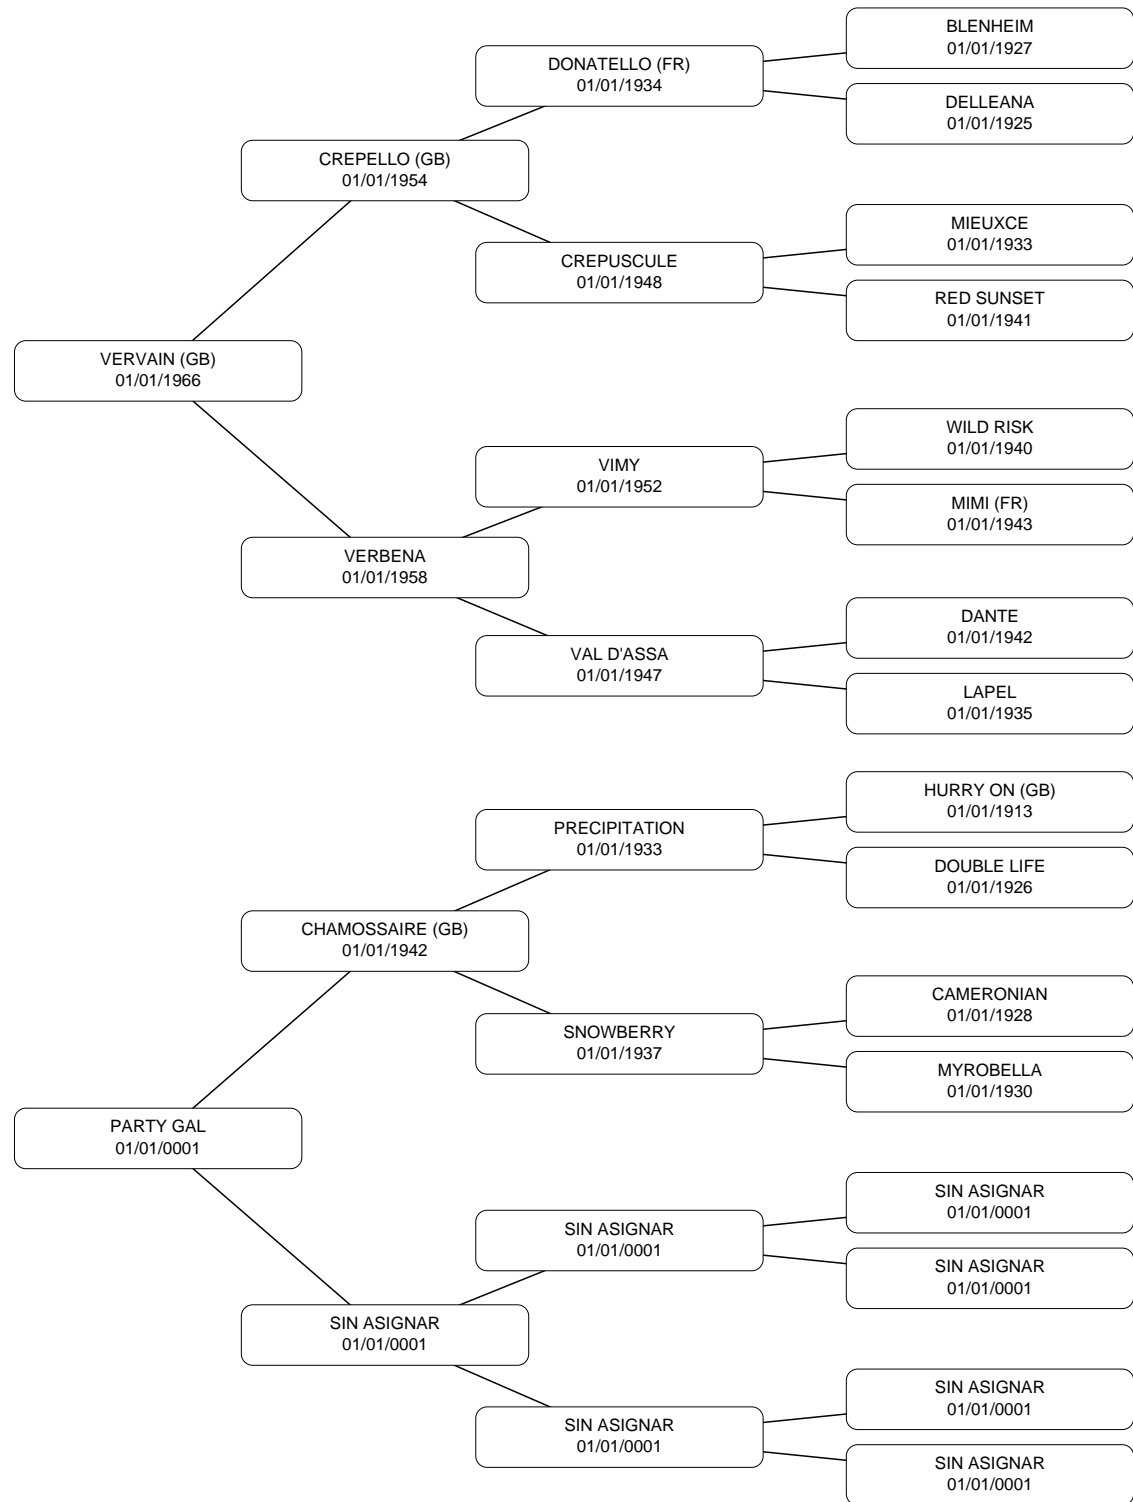 BLENHEIM
01/01/1927
DONATELLO (FR)
01/01/1934
DELLEANA
01/01/1925
CREPELLO (GB)
01/01/1954
MIEUXCE
01/01/1933
CREPUSCULE
01/01/1948
RED SUNSET
01/01/1941
VERVAIN (GB)
01/01/1966
WILD RISK
01/01/1940
VIMY
01/01/1952
MIMI (FR)
01/01/1943
VERBENA
01/01/1958
DANTE
01/01/1942
VAL D'ASSA
01/01/1947
LAPEL
01/01/1935
HURRY ON (GB)
01/01/1913
PRECIPITATION
01/01/1933
DOUBLE LIFE
01/01/1926
CHAMOSSAIRE (GB)
01/01/1942
CAMERONIAN
01/01/1928
SNOWBERRY
01/01/1937
MYROBELLA
01/01/1930
PARTY GAL
01/01/0001
SIN ASIGNAR
01/01/0001
SIN ASIGNAR
01/01/0001
SIN ASIGNAR
01/01/0001
SIN ASIGNAR
01/01/0001
SIN ASIGNAR
01/01/0001
SIN ASIGNAR
01/01/0001
SIN ASIGNAR
01/01/0001